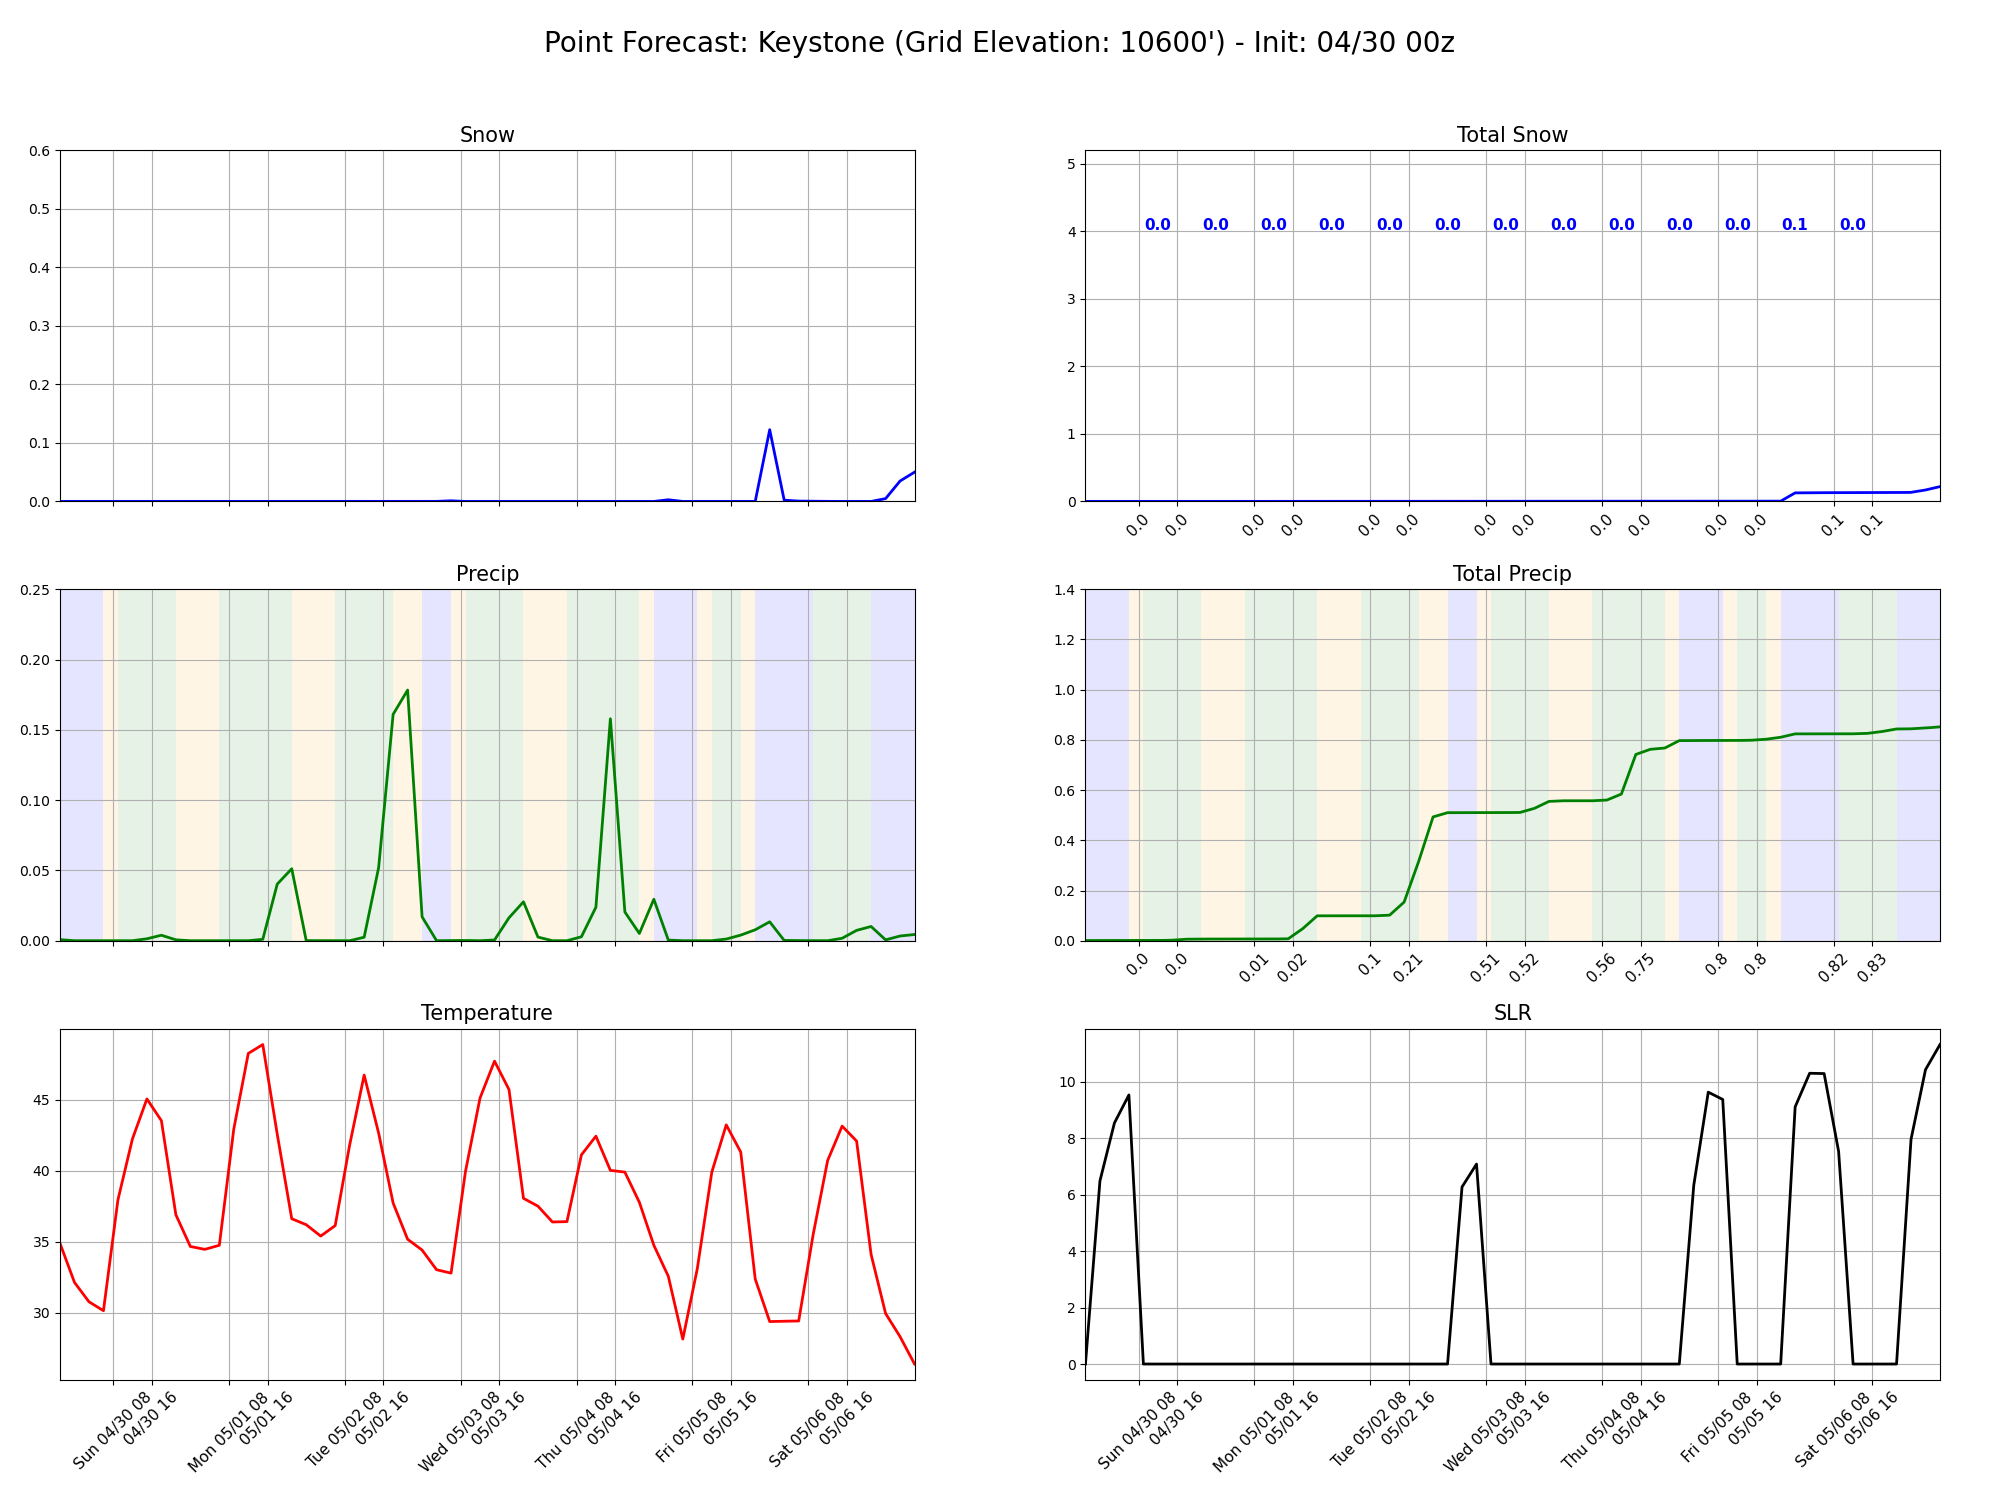 Point Forecast: Keystone (Grid Elevation: 10600') - Init: 04/30 00z
Snow
0.6
0.5
0.4
0.3
0.2
0.1
0.0
Total Snow
5
4
3
2
1
0
0.0 0.0 0.0 0.0 0.0 0.0 0.0 0.0 0.0 0.0 0.0 0.1 0.0
0.0 0.0 0.0 0.0 0.0 0.0 0.0 0.0 0.0 0.0 0.0 0.0 0.1 0.1
Precip
0.25
0.20
0.15
0.10
0.05
0.00
Total Precip
1.4
1.2
1.0
0.8
0.6
0.4
0.2
0.0
0.0 0.0 0.01 0.02 0.1 0.21 0.51 0.52 0.56 0.75 0.8 0.8 0.82 0.83
Temperature
45
40
35
30
Sun 04/30 08
04/30 16
Mon 05/01 08
05/01 16
Tue 05/02 08
05/02 16
Wed 05/03 08
05/03 16
Thu 05/04 08
05/04 16
Fri 05/05 08
05/05 16
Sat 05/06 08
05/06 16
SLR
10
8
6
4
2
0
Sun 04/30 08
04/30 16
Mon 05/01 08
05/01 16
Tue 05/02 08
05/02 16
Wed 05/03 08
05/03 16
Thu 05/04 08
05/04 16
Fri 05/05 08
05/05 16
Sat 05/06 08
05/06 16